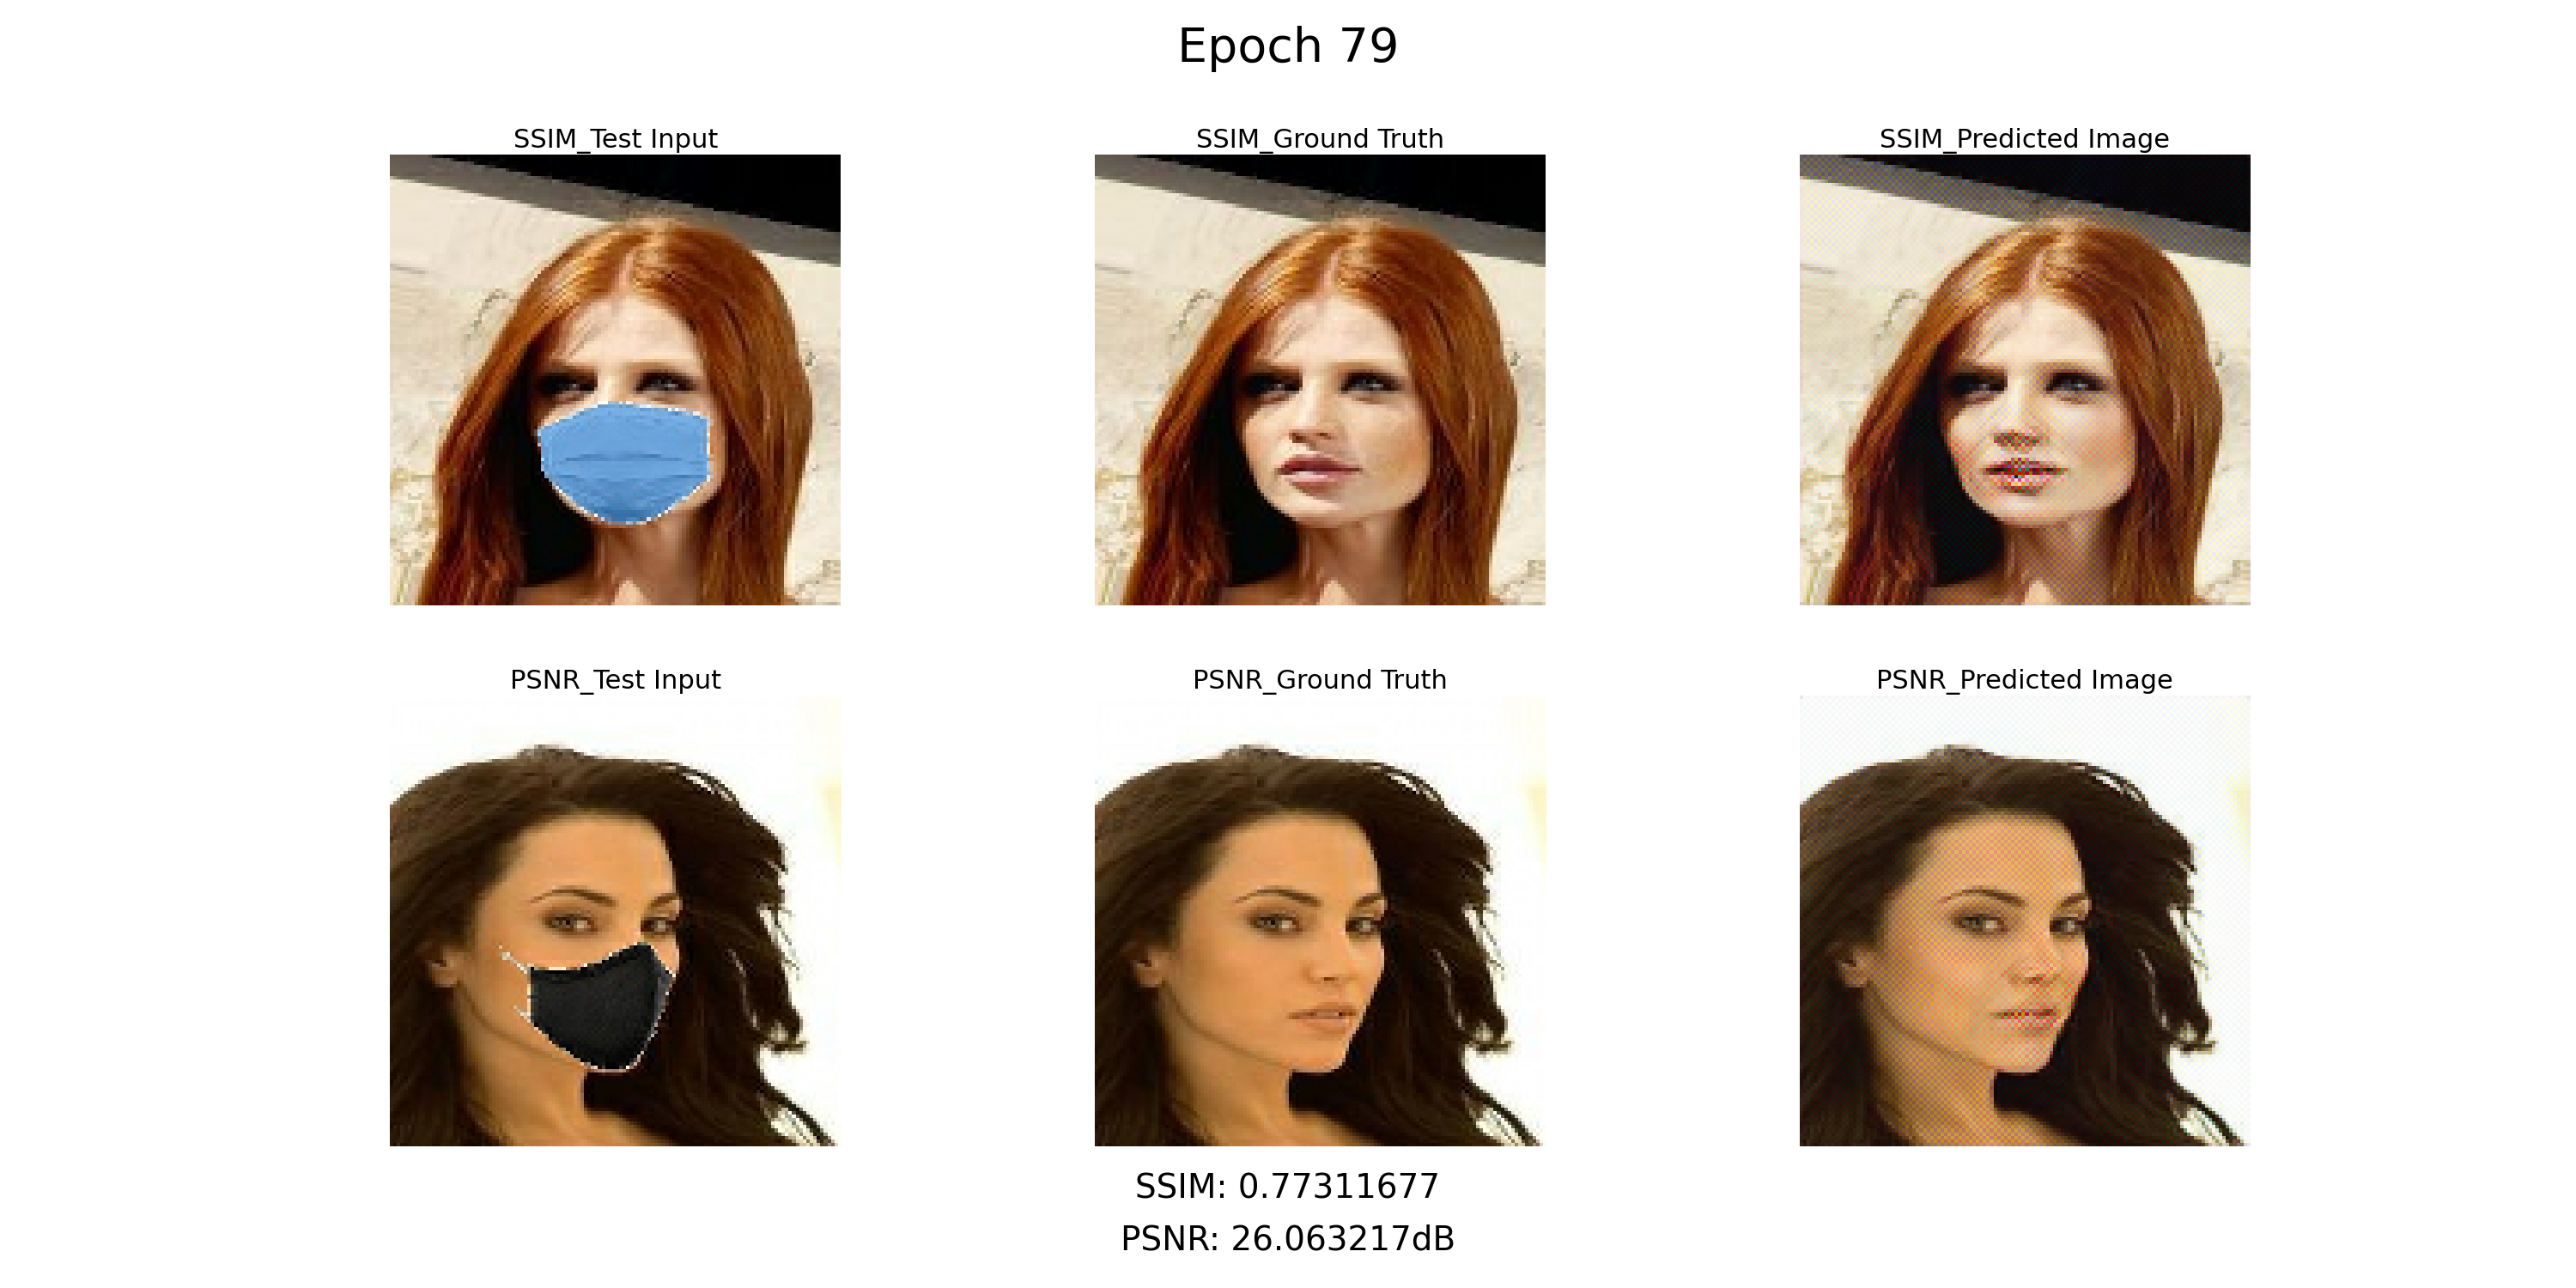 Epoch 79
SSIM_Test Input
SSIM_Ground Truth
SSIM_Predicted Image
PSNR_Test Input
PSNR_Ground Truth
PSNR_Predicted Image
SSIM: 0.77311677
PSNR: 26.063217dB